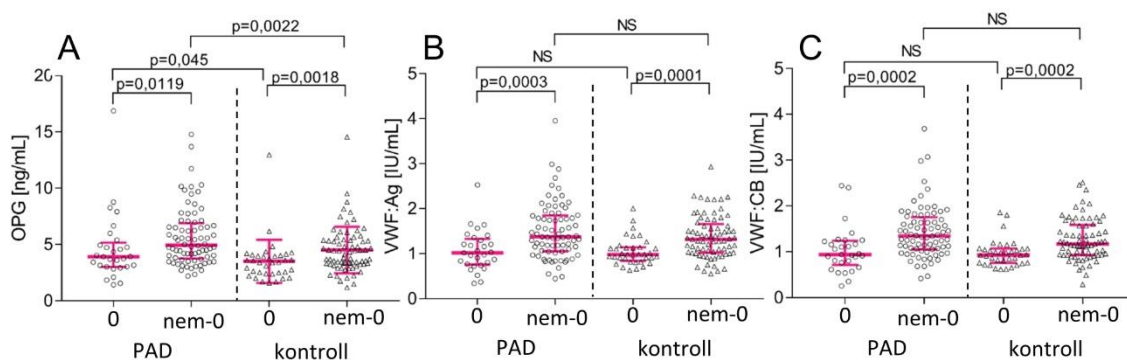 A
p=0,0022
p=0,045
p=0,0119
p=0,0018
OPG [ng/mL]
20
15
10
5
0
0
nem-0
0
nem-0
PAD
kontroll
B
NS
NS
p=0,0003
p=0,0001
VWF:Ag [IU/mL]
5
4
3
2
1
0
0
nem-0
0
nem-0
PAD
kontroll
C
NS
NS
p=0,0002
p=0,0002
VWF:CB [IU/mL]
5
4
3
2
1
0
0
nem-0
0
nem-0
PAD
kontroll